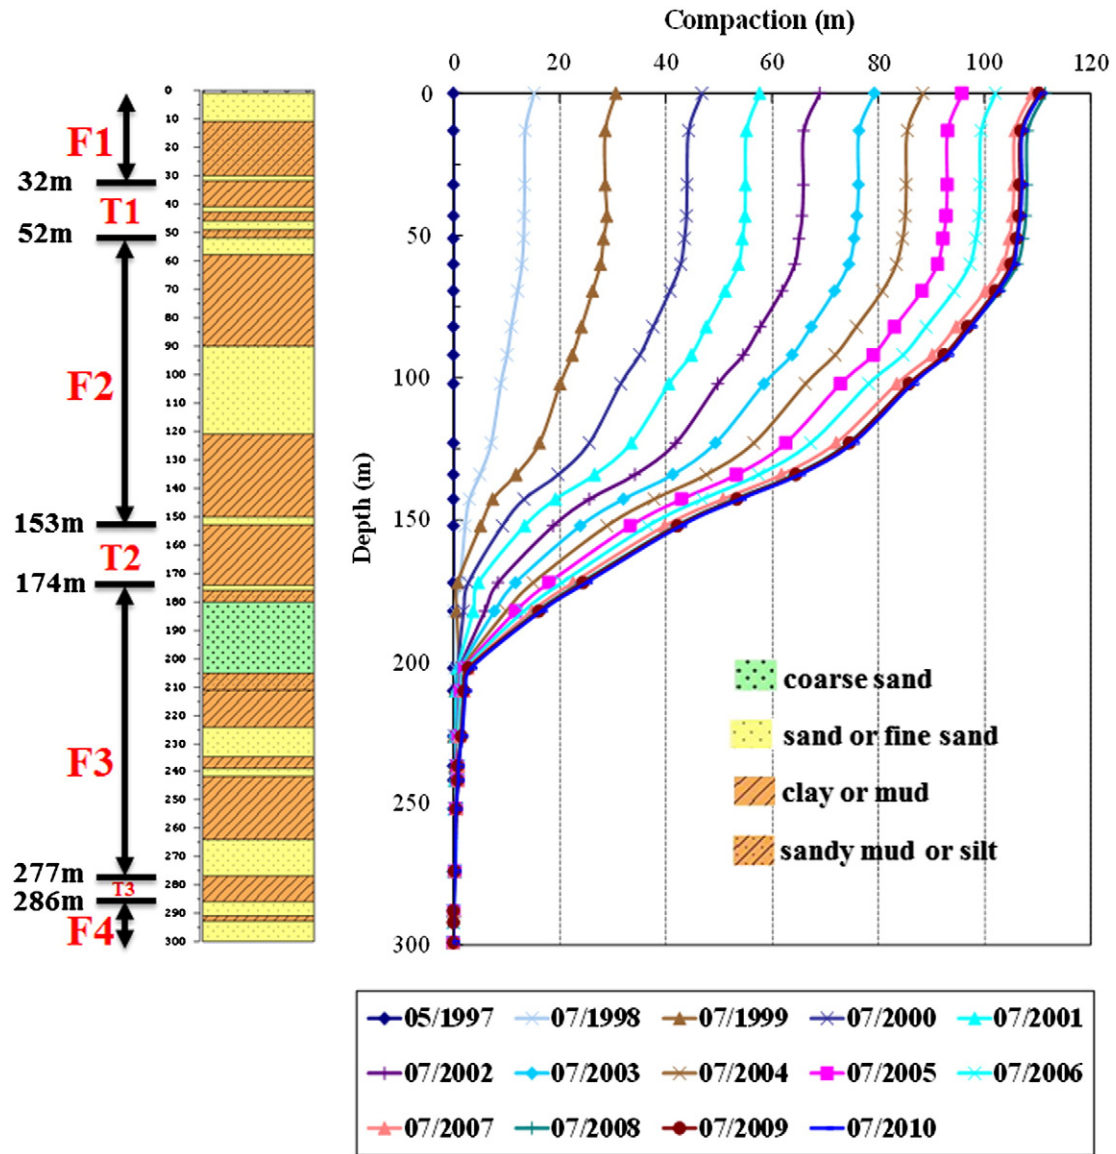 Compaction (m)
0 20 40 60 80 100 120
0
10
20
30
40
50
60
70
80
90
100
110
120
130
140
150
160
170
180
190
200
210
220
230
240
250
260
270
280
290
300
F1
32m
T1
52m
F2
153m
T2
174m
F3
277m
T3
286m
F4
Depth (m)
0
50
100
150
200
250
300
coarse sand
sand or fine sand
clay or mud
sandy mud or silt
05/1997 07/1998 07/1999 07/2000 07/2001
07/2002 07/2003 07/2004 07/2005 07/2006
07/2007 07/2008 07/2009 07/2010